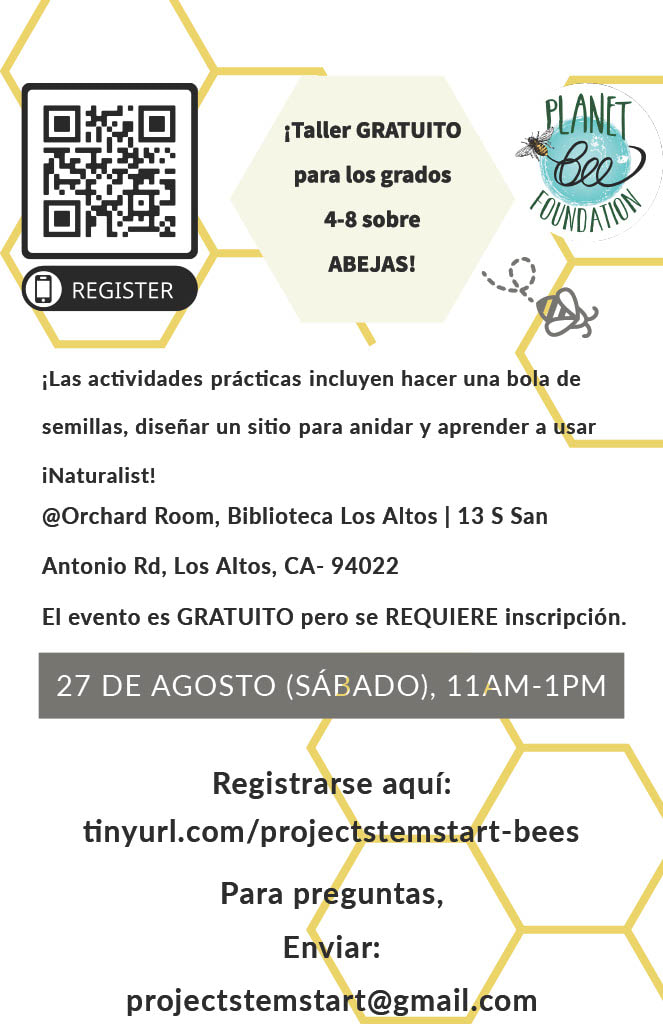 ¡Taller GRATUITO
para los grados
4-8 sobre
ABEJAS!
PLANET
bee
FOUNDATION
REGISTER
¡Las actividades prácticas incluyen hacer una bola de
semillas, diseñar un sitio para anidar y aprender a usar
iNaturalist!
@Orchard Room, Biblioteca Los Altos | 13 S San
Antonio Rd, Los Altos, CA- 94022
El evento es GRATUITO pero se REQUIERE inscripción.
27 DE AGOSTO (SÁBADO), 11AM-1PM
Registrarse aquí:
tinyurl.com/projectstemstart-bees
Para preguntas,
Enviar:
projectstemstart@gmail.com